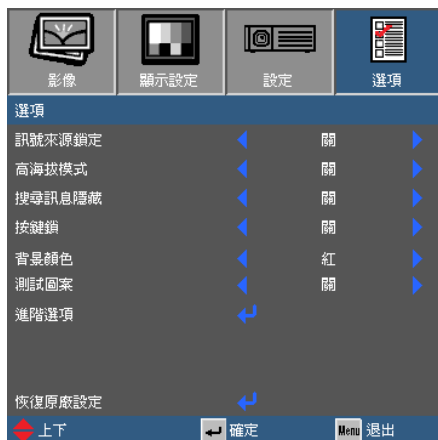 影像 顯示設定 設定 選項
選項
訊號來源鎖定 關
高海拔模式 關
搜尋訊息隱藏 關
按鍵鎖 關
背景顏色 紅
測試圖案 關
進階選項
恢復原廠設定
上下 確定 Menu 退出